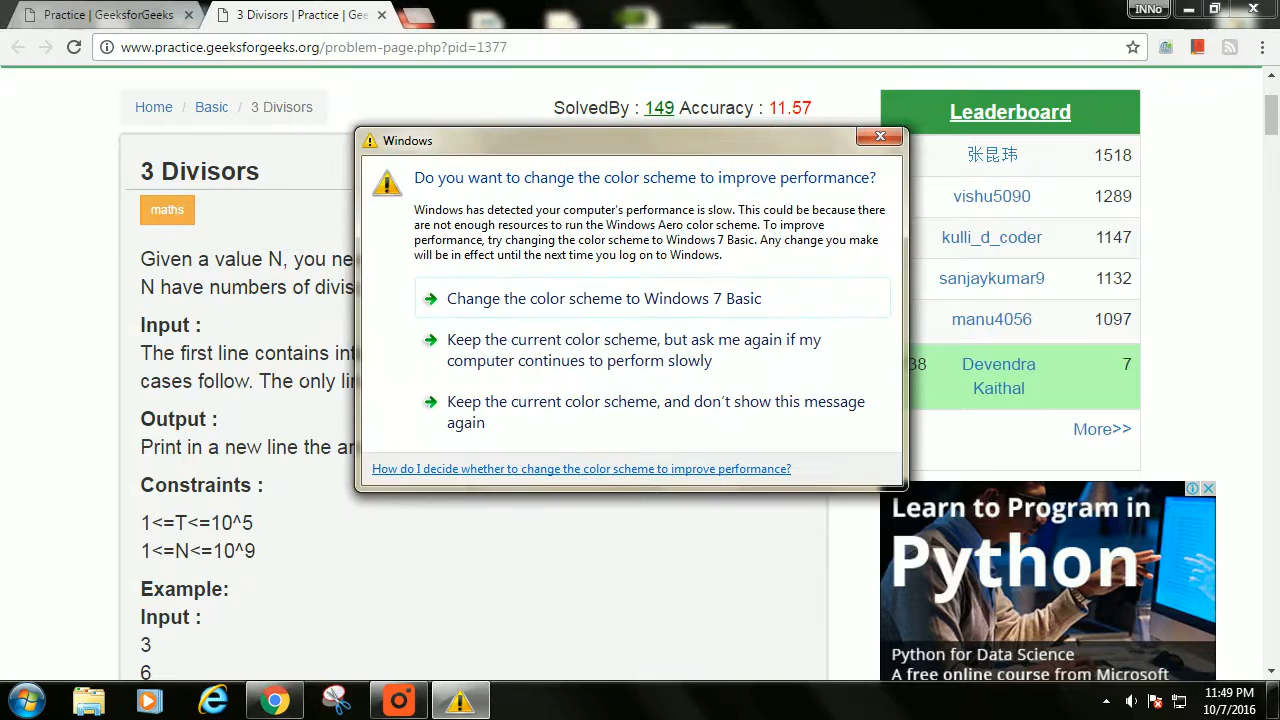 Practice | GeeksforGeeks
3 Divisors | Practice | Gee
INNo
www.practice.geeksforgeeks.org/problem-page.php?pid=1377
Home / Basic / 3 Divisors
SolvedBy : 149 Accuracy : 11.57
3 Divisors
maths
Given a value N, you ne
N have numbers of divis
Input :
The first line contains int
cases follow. The only lin
Output :
Print in a new line the an
Constraints :
1<=T<=10^5
1<=N<=10^9
Example:
Input :
3
6
Windows
Do you want to change the color scheme to improve performance?
Windows has detected your computer's performance is slow. This could be because there
are not enough resources to run the Windows Aero color scheme. To improve
performance, try changing the color scheme to Windows 7 Basic. Any change you make
will be in effect until the next time you log on to Windows.
Change the color scheme to Windows 7 Basic
Keep the current color scheme, but ask me again if my
computer continues to perform slowly
Keep the current color scheme, and don't show this message
again
How do I decide whether to change the color scheme to improve performance?
Leaderboard
张昆玮 1518
vishu5090 1289
kulli_d_coder 1147
sanjaykumar9 1132
manu4056 1097
38 Devendra 7
Kaithal
More>>
Learn to Program in
Python
Python for Data Science
A free online course from Microsoft
11:49 PM
10/7/2016